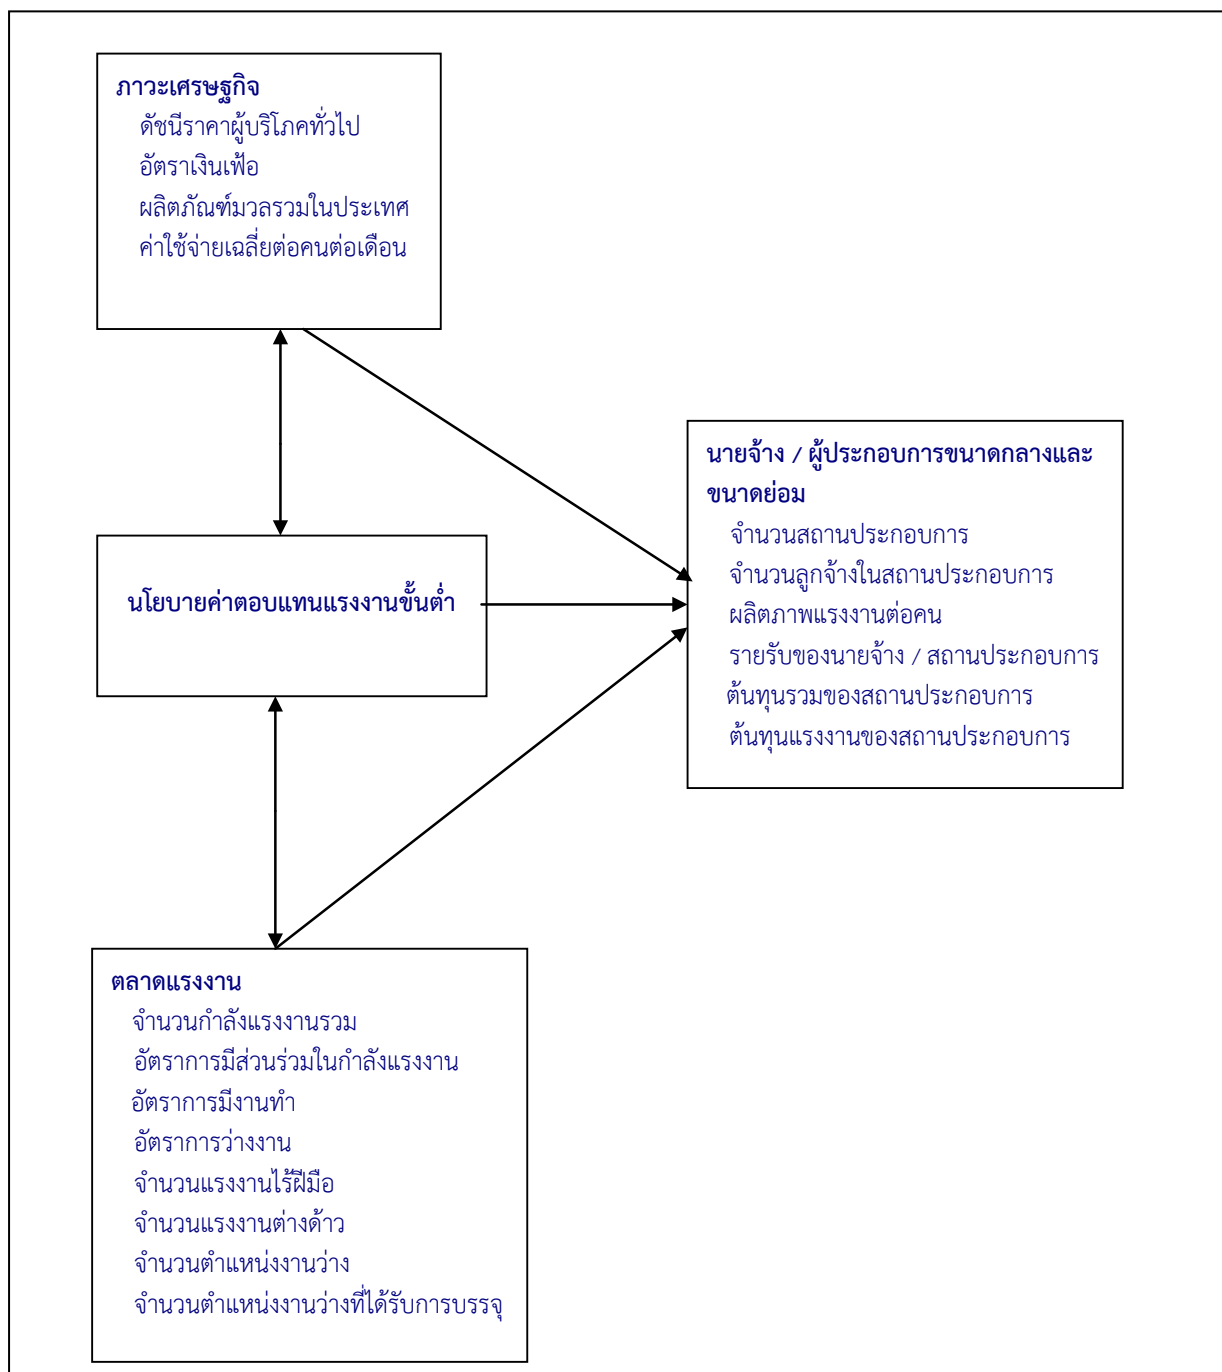 ภาวะเศรษฐกิจ
ดัชนีราคาผู้บริโภคทั่วไป
อัตราเงินเฟ้อ
ผลิตภัณฑ์มวลรวมในประเทศ
ค่าใช้จ่ายเฉลี่ยต่อคนต่อเดือน
นายจ้าง / ผู้ประกอบการขนาดกลางและ
ขนาดย่อม
จำนวนสถานประกอบการ
จำนวนลูกจ้างในสถานประกอบการ
ผลิตภาพแรงงานต่อคน
รายรับของนายจ้าง / สถานประกอบการ
ต้นทุนรวมของสถานประกอบการ
ต้นทุนแรงงานของสถานประกอบการ
นโยบายค่าตอบแทนแรงงานขั้นต่ำ
ตลาดแรงงาน
จำนวนกำลังแรงงานรวม
อัตราการมีส่วนร่วมในกำลังแรงงาน
อัตราการมีงานทำ
อัตราการว่างงาน
จำนวนแรงงานไร้ฝีมือ
จำนวนแรงงานต่างด้าว
จำนวนตำแหน่งงานว่าง
จำนวนตำแหน่งงานว่างที่ได้รับการบรรจุ